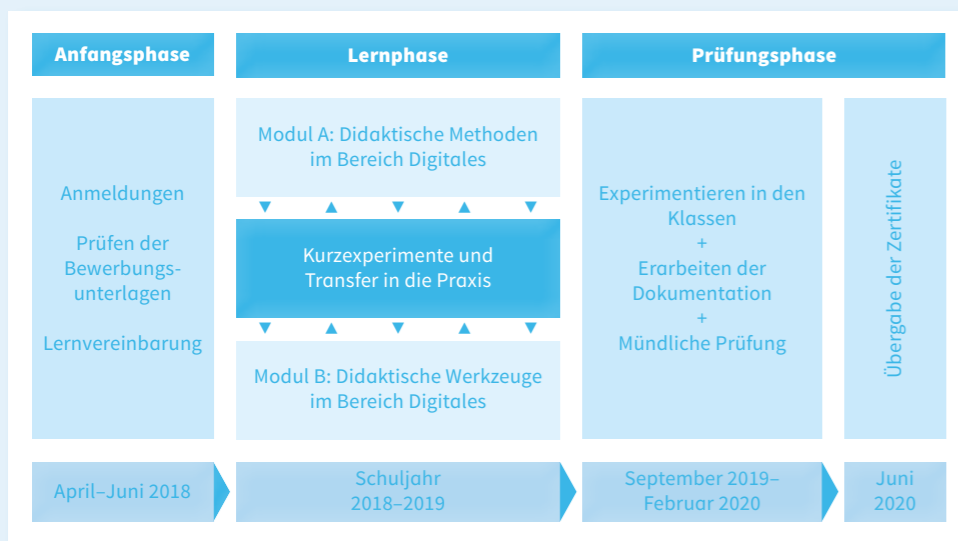 Anfangsphase
Anmeldungen
Prüfen der
Bewerbungs-
unterlagen
Lernvereinbarung
April–Juni 2018
Lernphase
Modul A: Didaktische Methoden
im Bereich Digitales
Kurzexperimente und
Transfer in die Praxis
Modul B: Didaktische Werkzeuge
im Bereich Digitales
Schuljahr
2018–2019
Prüfungsphase
Experimentieren in den
Klassen
+
Erarbeiten der
Dokumentation
+
Mündliche Prüfung
September 2019–
Februar 2020
Übergabe der Zertifikate
Juni
2020